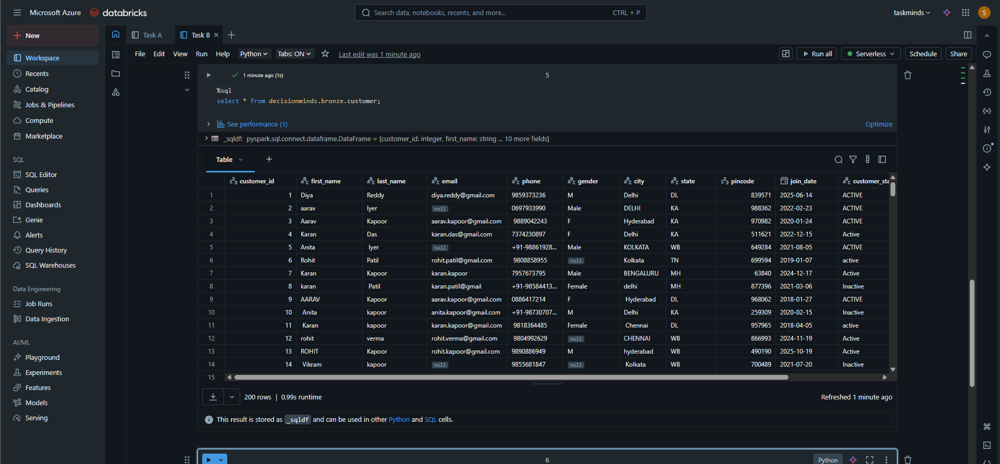 Microsoft Azure databricks
Search data, notebooks, recents, and more... CTRL + P
taskminds
S
New
Workspace
Recents
Catalog
Jobs & Pipelines
Compute
Marketplace
SQL
SQL Editor
Queries
Dashboards
Genie
Alerts
Query History
SQL Warehouses
Data Engineering
Job Runs
Data Ingestion
AI/ML
Playground
Experiments
Features
Models
Serving
Task A Task B
File Edit View Run Help Python Tabs: ON Last edit was 1 minute ago
Run all Serverless Schedule Share
1 minute ago (1s) 5
%sql
select * from decisionminds.bronze.customer;
See performance (1) Optimize
_sqldf: pyspark.sql.connect.dataframe.DataFrame = [customer_id: integer, first_name: string ... 10 more fields]
Table
customer_id first_name last_name email phone gender city state pincode join_date customer_sta
1 1 Diya Reddy diya.reddy@gmail.com 9859373236 M Delhi DL 839571 2025-06-14 ACTIVE
2 2 aarav Iyer null 0697933990 Male DELHI KA 988362 2022-02-23 ACTIVE
3 3 Aarav Kapoor aarav.kapoor@gmail.com 9889042243 F Hyderabad KA 970982 2020-01-24 ACTIVE
4 4 Karan Das karan.das@gmail.com 7374230897 F Delhi KA 511621 2022-12-15 Active
5 5 Anita Iyer null +91-98861928... Male KOLKATA WB 649284 2021-08-05 ACTIVE
6 6 Rohit Patil rohit.patil@gmail.com 9808858955 null Kolkata TN 699594 2019-01-07 active
7 7 Karan Kapoor karan.kapoor 7957673795 Male BENGALURU MH 63840 2024-12-17 Active
8 8 karan Patil karan.patil@gmail +91-98584413... Female delhi MH 877396 2021-03-06 Inactive
9 9 AARAV Kapoor aarav.kapoor@gmail.com 0886417214 F Hyderabad DL 968062 2018-01-27 ACTIVE
10 10 Anita kapoor anita.kapoor@gmail.com +91-98730707... M Delhi KA 259309 2020-02-15 Inactive
11 11 Karan kapoor karan.kapoor@gmail.com 9818364485 Female Chennai DL 957965 2018-04-05 active
12 12 rohit verma rohit.verma@gmail.com 9804992629 null CHENNAI WB 866993 2024-11-19 Active
13 13 ROHIT Kapoor rohit.kapoor@gmail.com 9890886949 M hyderabad WB 490190 2025-10-19 Active
14 14 Vikram kapoor null 9855681847 null Kolkata WB 700489 2021-07-20 Inactive
15
200 rows | 0.99s runtime Refreshed 1 minute ago
This result is stored as _sqldf and can be used in other Python and SQL cells.
6 Python